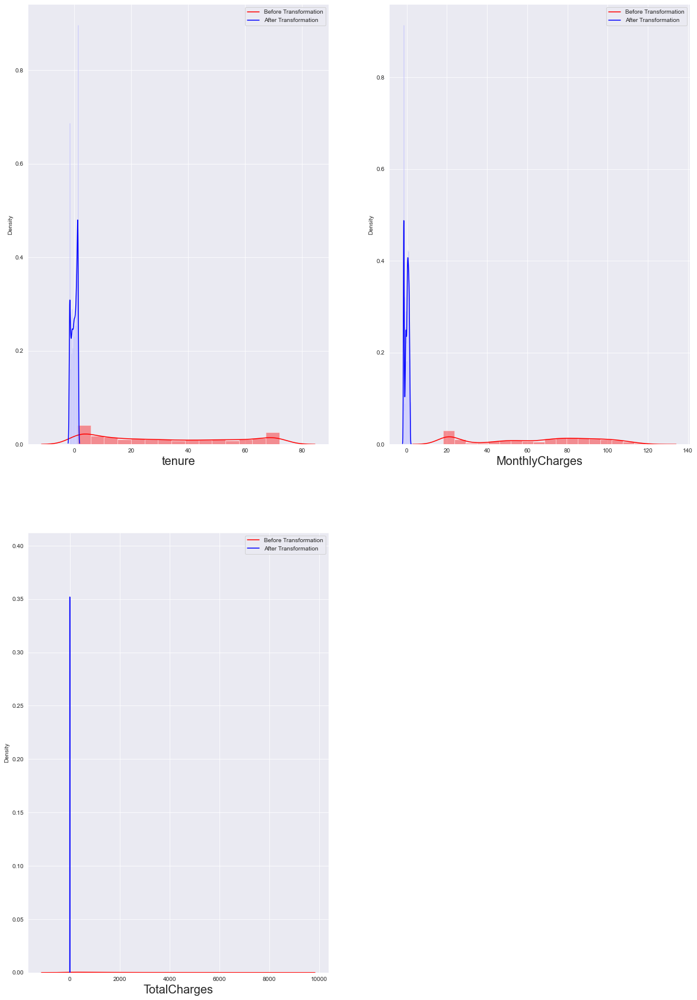 Before Transformation
After Transformation
0.8
0.6
0.4
0.2
0.0
Density
0 20 40 60 80
tenure
Before Transformation
After Transformation
0.8
0.6
0.4
0.2
0.0
Density
0 20 40 60 80 100 120 140
MonthlyCharges
Before Transformation
After Transformation
0.40
0.35
0.30
0.25
0.20
0.15
0.10
0.05
0.00
Density
0 2000 4000 6000 8000 10000
TotalCharges